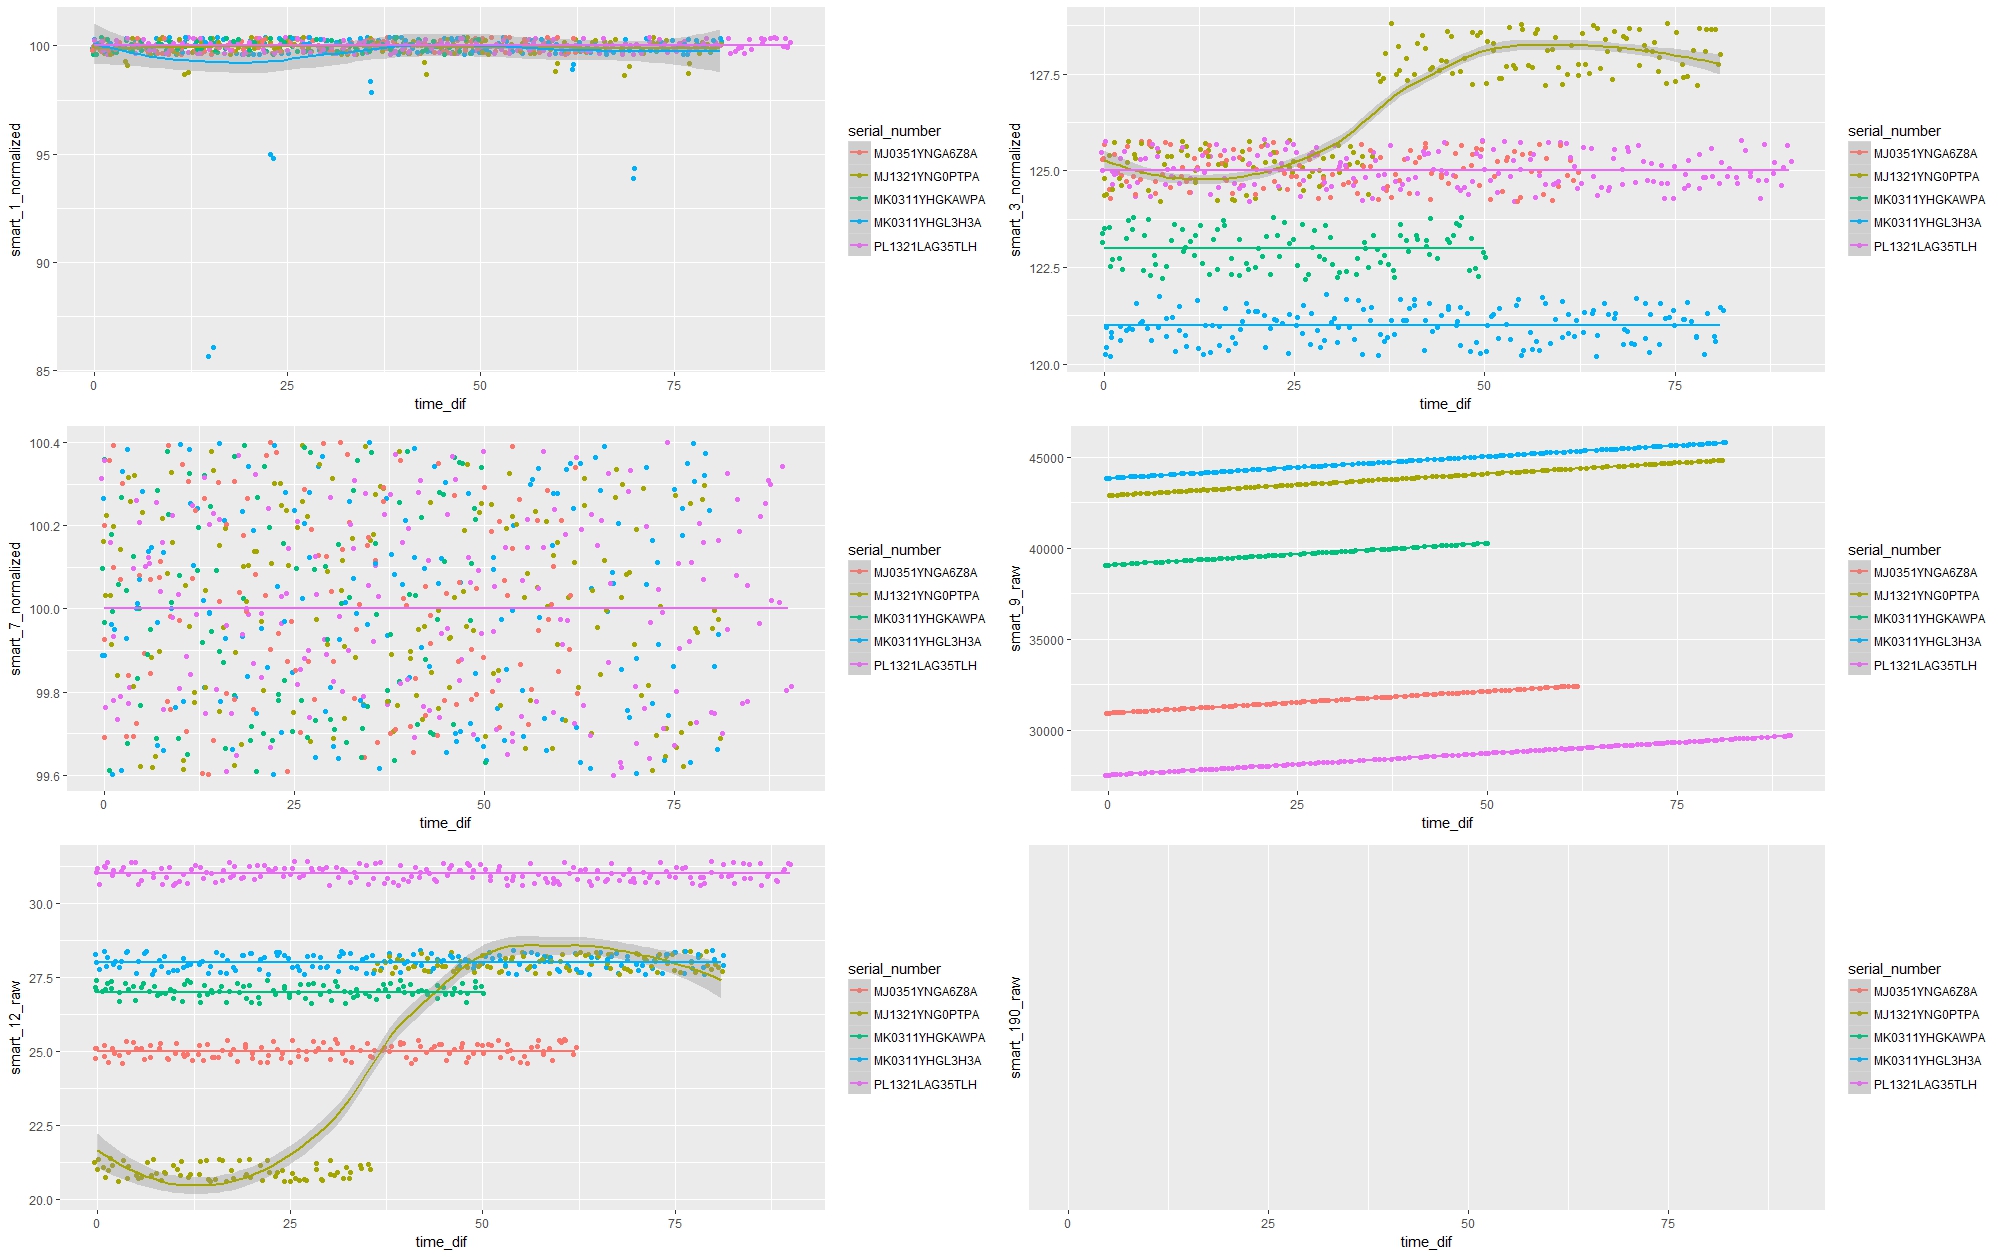 smart_1_normalized
100
95
90
85
0 25 50 75
time_dif
serial_number
MJ0351YNGA6Z8A
MJ1321YNG0PTPA
MK0311YHGKAWPA
MK0311YHGL3H3A
PL1321LAG35TLH
smart_3_normalized
127.5
125.0
122.5
120.0
0 25 50 75
time_dif
serial_number
MJ0351YNGA6Z8A
MJ1321YNG0PTPA
MK0311YHGKAWPA
MK0311YHGL3H3A
PL1321LAG35TLH
smart_7_normalized
100.4
100.2
100.0
99.8
99.6
0 25 50 75
time_dif
serial_number
MJ0351YNGA6Z8A
MJ1321YNG0PTPA
MK0311YHGKAWPA
MK0311YHGL3H3A
PL1321LAG35TLH
smart_9_raw
45000
40000
35000
30000
0 25 50 75
time_dif
serial_number
MJ0351YNGA6Z8A
MJ1321YNG0PTPA
MK0311YHGKAWPA
MK0311YHGL3H3A
PL1321LAG35TLH
smart_12_raw
30.0
27.5
25.0
22.5
20.0
0 25 50 75
time_dif
serial_number
MJ0351YNGA6Z8A
MJ1321YNG0PTPA
MK0311YHGKAWPA
MK0311YHGL3H3A
PL1321LAG35TLH
smart_190_raw
0 25 50 75
time_dif
serial_number
MJ0351YNGA6Z8A
MJ1321YNG0PTPA
MK0311YHGKAWPA
MK0311YHGL3H3A
PL1321LAG35TLH